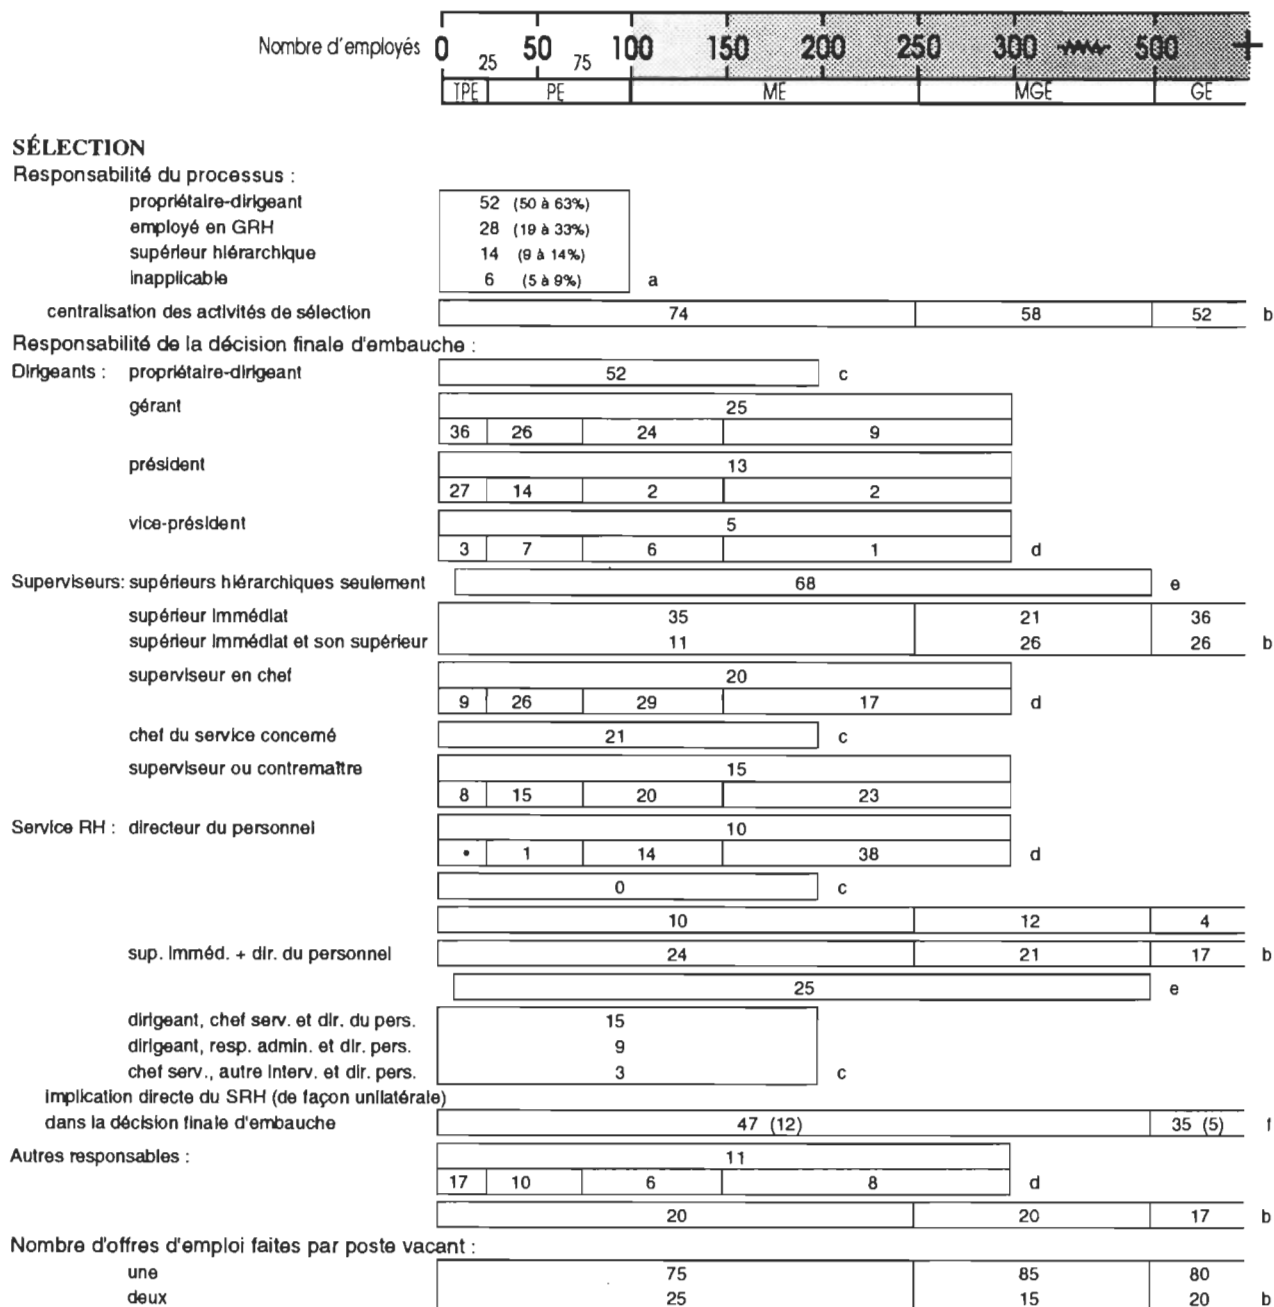 Nombre d'employés 0 25 50 75 100 150 200 250 300 500
TPE PE ME MGE GE
SÉLECTION
Responsabilité du processus :
propriétaire-dirigeant 52 (50 à 63%)
employé en GRH 28 (19 à 33%)
supérieur hiérarchique 14 (9 à 14%)
inapplicable 6 (5 à 9%) a
centralisation des activités de sélection 74 58 52 b
Responsabilité de la décision finale d'embauche :
Dirigeants : propriétaire-dirigeant 52 c
gérant 25
36 26 24 9
président 13
27 14 2 2
vice-président 5
3 7 6 1 d
Superviseurs: supérieurs hiérarchiques seulement 68 e
supérieur immédiat 35 21 36
supérieur immédiat et son supérieur 11 26 26 b
superviseur en chef 20
9 26 29 17 d
chef du service concerné 21 c
superviseur ou contremaître 15
8 15 20 23
Service RH : directeur du personnel 10
• 1 14 38 d
0 c
10 12 4
sup. imméd. + dir. du personnel 24 21 17 b
25 e
dirigeant, chef serv. et dir. du pers. 15
dirigeant, resp. admin. et dir. pers. 9
chef serv., autre interv. et dir. pers. 3 c
implication directe du SRH (de façon unilatérale)
dans la décision finale d'embauche 47 (12) 35 (5) f
Autres responsables : 11
17 10 6 8 d
20 20 17 b
Nombre d'offres d'emploi faites par poste vacant :
une 75 85 80
deux 25 15 20 b